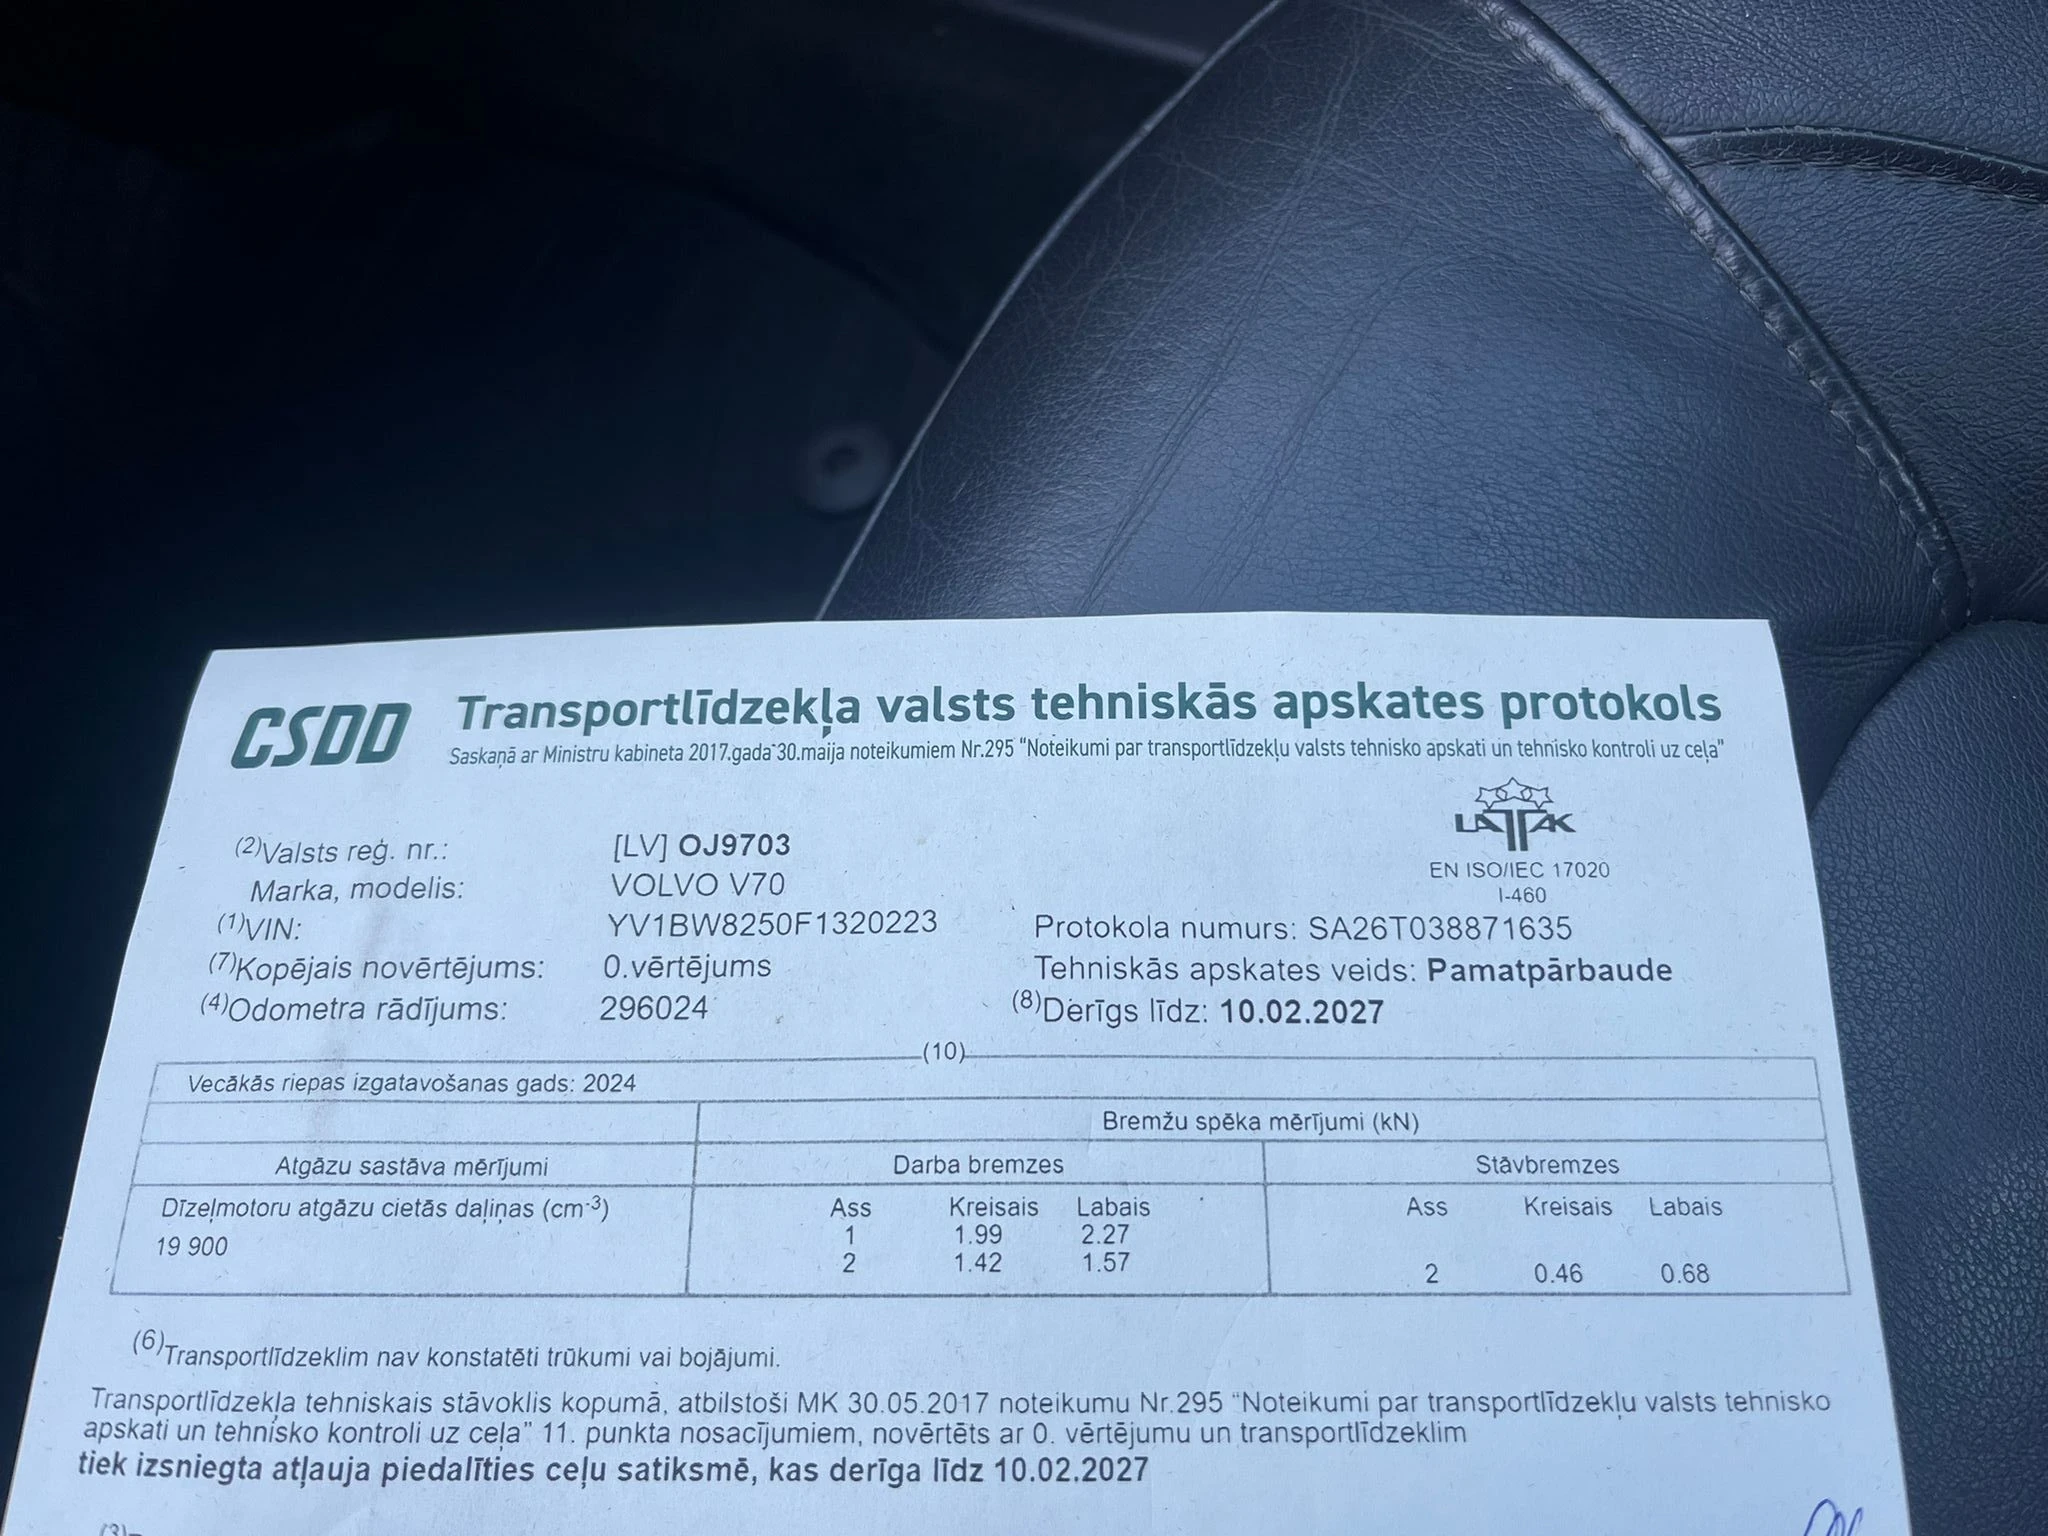 CSDD Transportlīdzekļa valsts tehniskās apskates protokols
Saskaņā ar Ministru kabineta 2017.gada 30.maija noteikumiem Nr.295 "Noteikumi par transportlīdzekļu valsts tehnisko apskati un tehnisko kontroli uz ceļa"
LATAK
EN ISO/IEC 17020
I-460
(2)Valsts reģ. nr.: [LV] OJ9703
Marka, modelis: VOLVO V70
(1)VIN: YV1BW8250F1320223 Protokola numurs: SA26T038871635
(7)Kopējais novērtējums: 0.vērtējums Tehniskās apskates veids: Pamatpārbaude
(4)Odometra rādījums: 296024 (8)Derīgs līdz: 10.02.2027
(10)
Vecākās riepas izgatavošanas gads: 2024
Bremžu spēka mērījumi (kN)
Atgāzu sastāva mērījumi Darba bremzes Stāvbremzes
Dīzeļmotoru atgāzu cietās daļiņas (cm-3) Ass Kreisais Labais Ass Kreisais Labais
19 900 1 1.99 2.27
2 1.42 1.57 2 0.46 0.68
(6)Transportlīdzeklim nav konstatēti trūkumi vai bojājumi.
Transportlīdzekļa tehniskais stāvoklis kopumā, atbilstoši MK 30.05.2017 noteikumu Nr.295 "Noteikumi par transportlīdzekļu valsts tehnisko
apskati un tehnisko kontroli uz ceļa" 11. punkta nosacījumiem, novērtēts ar 0. vērtējumu un transportlīdzeklim
tiek izsniegta atļauja piedalīties ceļu satiksmē, kas derīga līdz 10.02.2027
(3)